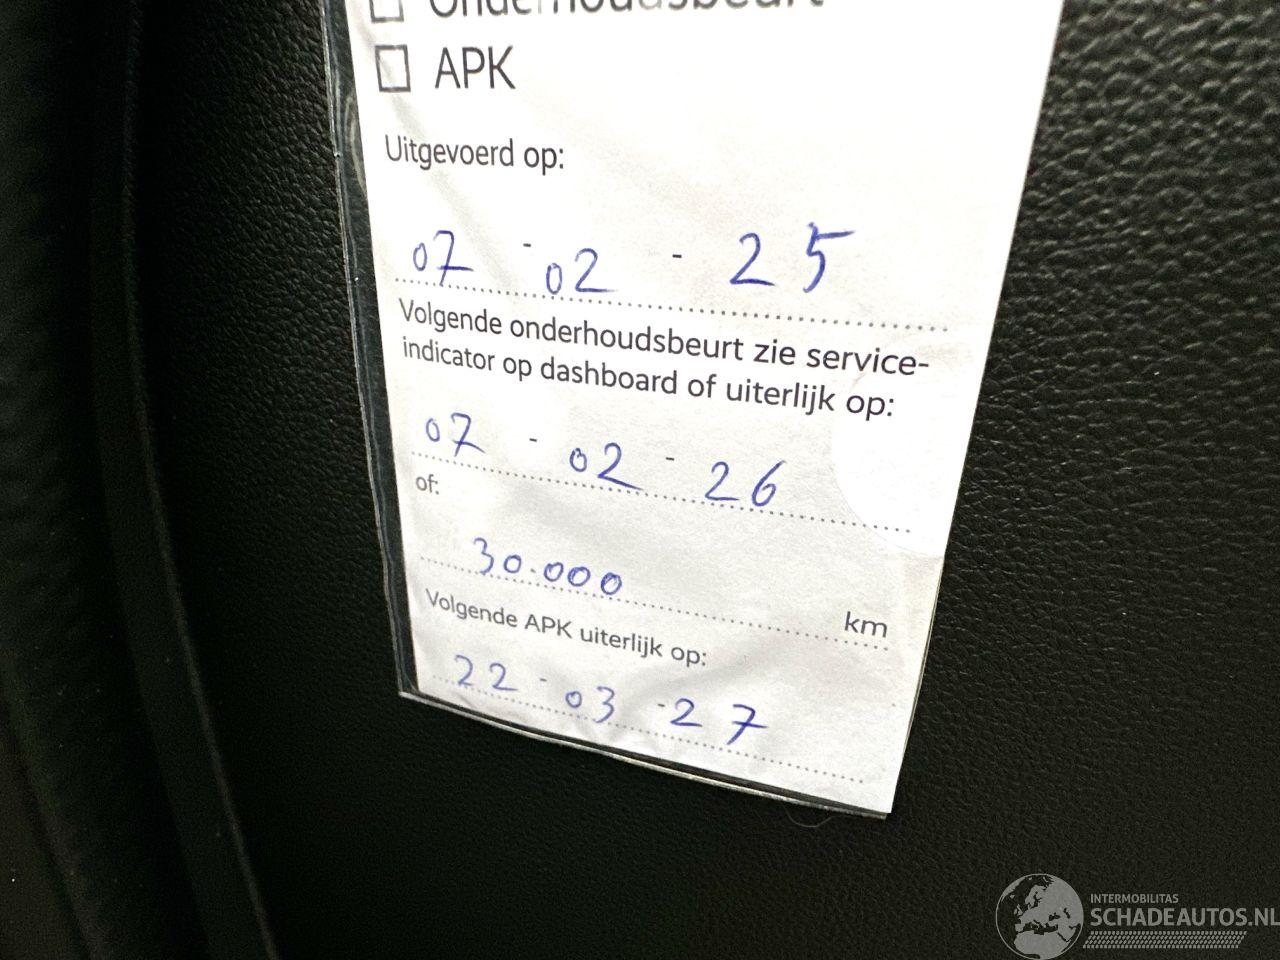 Onderhoudsbeurt
APK
Uitgevoerd op:
07 - 02 - 25
Volgende onderhoudsbeurt zie service-
indicator op dashboard of uiterlijk op:
07 - 02 - 26
of:
30.000 km
Volgende APK uiterlijk op:
22 - 03 - 27
INTERMOBILITAS
SCHADEAUTOS.NL